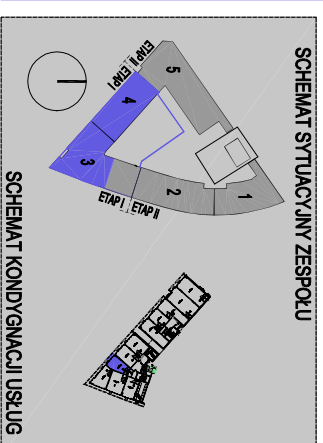 SCHEMAT SYTUACYJNY ZESPOŁU
ETAP II
ETAP I
5
4
3
2
1
ETAP I
ETAP II
SCHEMAT KONDYGNACJI USŁUG